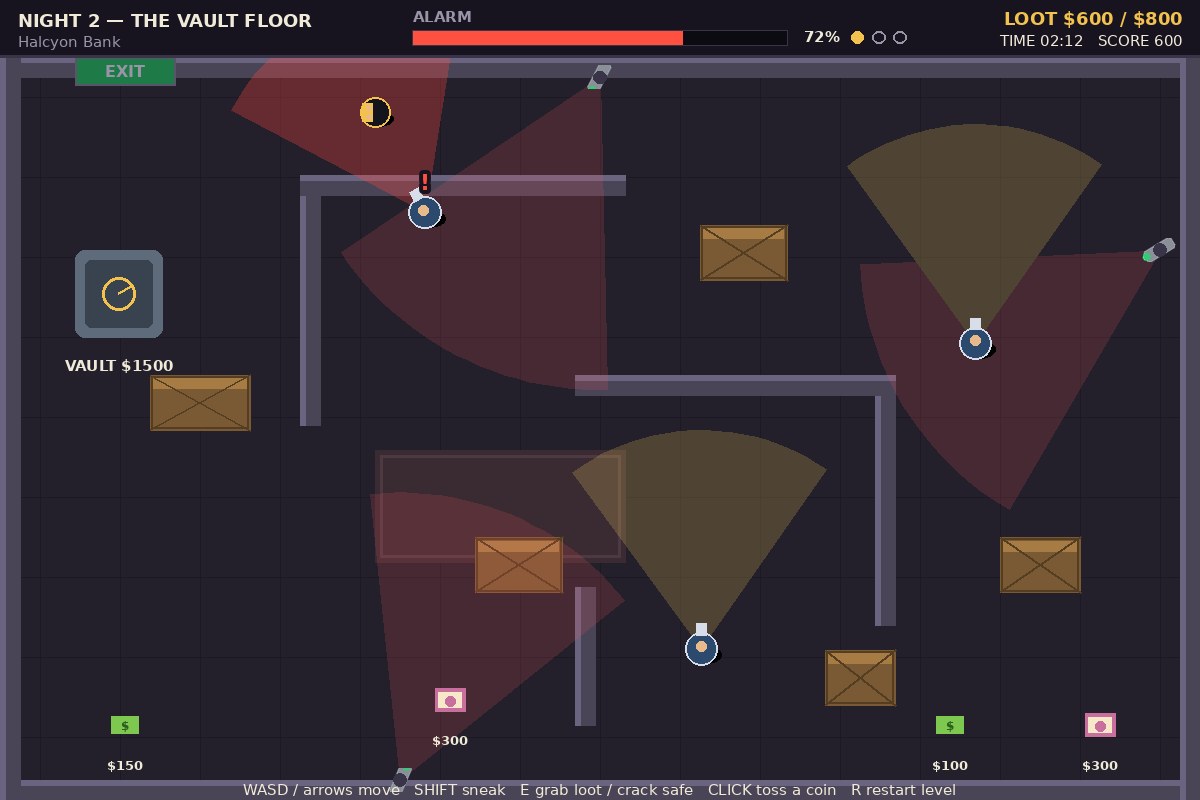 NIGHT 2 — THE VAULT FLOOR
Halcyon Bank
ALARM
72%
LOOT $600 / $800
TIME 02:12 SCORE 600
EXIT
!
VAULT $1500
$300
$
$150
$
$100
$300
WASD / arrows move SHIFT sneak E grab loot / crack safe CLICK toss a coin R restart level